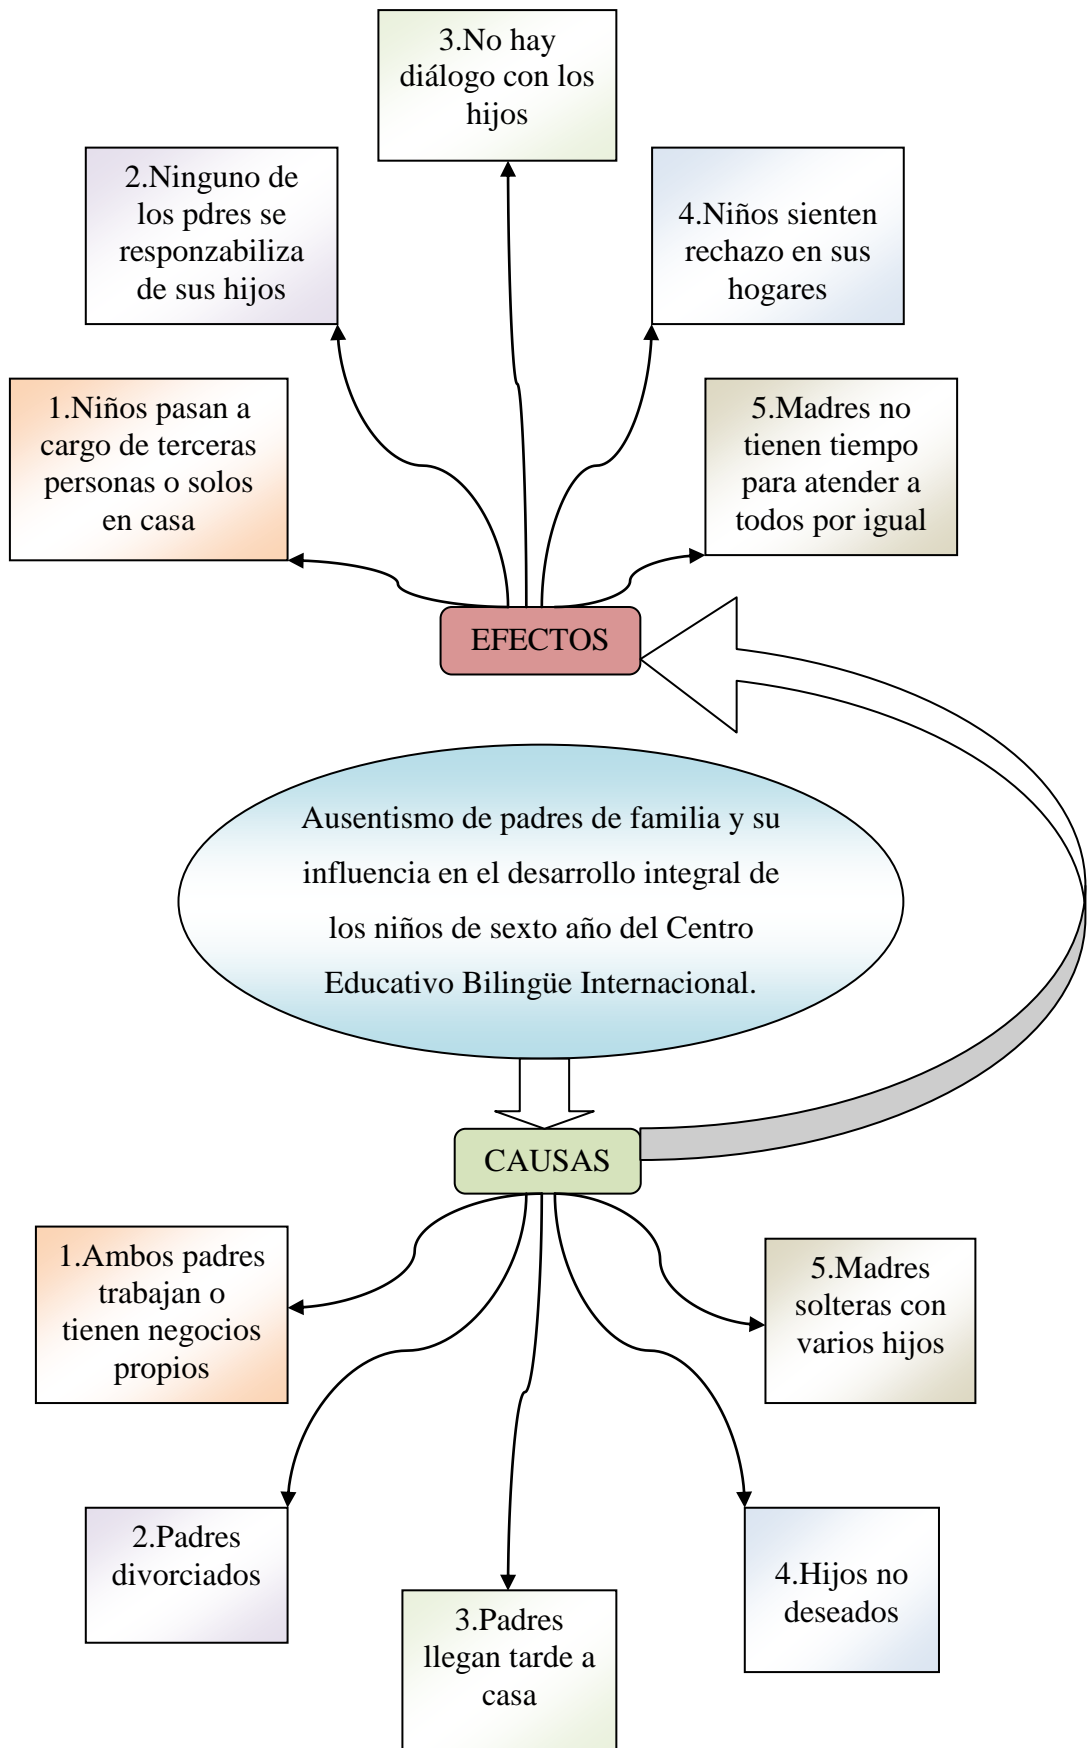 3.No hay
diálogo con los
hijos
2.Ninguno de
los pdres se
responzabiliza
de sus hijos
4.Niños sienten
rechazo en sus
hogares
1.Niños pasan a
cargo de terceras
personas o solos
en casa
5.Madres no
tienen tiempo
para atender a
todos por igual
EFECTOS
Ausentismo de padres de familia y su
influencia en el desarrollo integral de
los niños de sexto año del Centro
Educativo Bilingüe Internacional.
CAUSAS
1.Ambos padres
trabajan o
tienen negocios
propios
5.Madres
solteras con
varios hijos
2.Padres
divorciados
4.Hijos no
deseados
3.Padres
llegan tarde a
casa